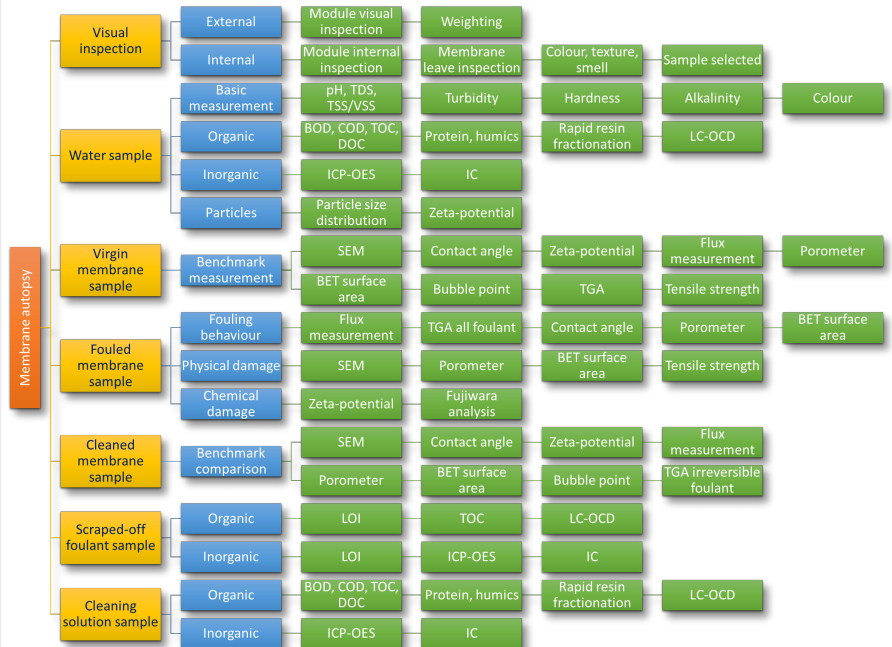 Membrane autopsy
Visual
inspection
External
Module visual
inspection
Weighting
Internal
Module internal
inspection
Membrane
leave inspection
Colour, texture,
smell
Sample selected
Water sample
Basic
measurement
pH, TDS,
TSS/VSS
Turbidity
Hardness
Alkalinity
Colour
Organic
BOD, COD, TOC,
DOC
Protein, humics
Rapid resin
fractionation
LC-OCD
Inorganic
ICP-OES
IC
Particles
Particle size
distribution
Zeta-potential
Virgin
membrane
sample
Benchmark
measurement
SEM
Contact angle
Zeta-potential
Flux
measurement
Porometer
BET surface
area
Bubble point
TGA
Tensile strength
Fouled
membrane
sample
Fouling
behaviour
Flux
measurement
TGA all foulant
Contact angle
Porometer
BET surface
area
Physical damage
SEM
Porometer
BET surface
area
Tensile strength
Chemical
damage
Zeta-potential
Fujiwara
analysis
Cleaned
membrane
sample
Benchmark
comparison
SEM
Contact angle
Zeta-potential
Flux
measurement
Porometer
BET surface
area
Bubble point
TGA irreversible
foulant
Scraped-off
foulant sample
Organic
LOI
TOC
LC-OCD
Inorganic
LOI
ICP-OES
IC
Cleaning
solution sample
Organic
BOD, COD, TOC,
DOC
Protein, humics
Rapid resin
fractionation
LC-OCD
Inorganic
ICP-OES
IC